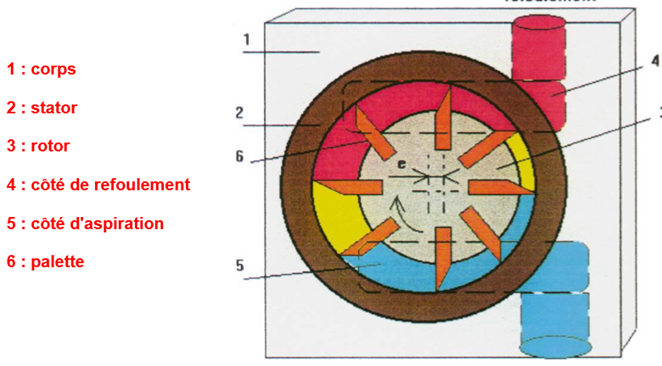 refoulement
1 : corps
2 : stator
3 : rotor
4 : côté de refoulement
5 : côté d'aspiration
6 : palette
1
4
2
3
6
e
5